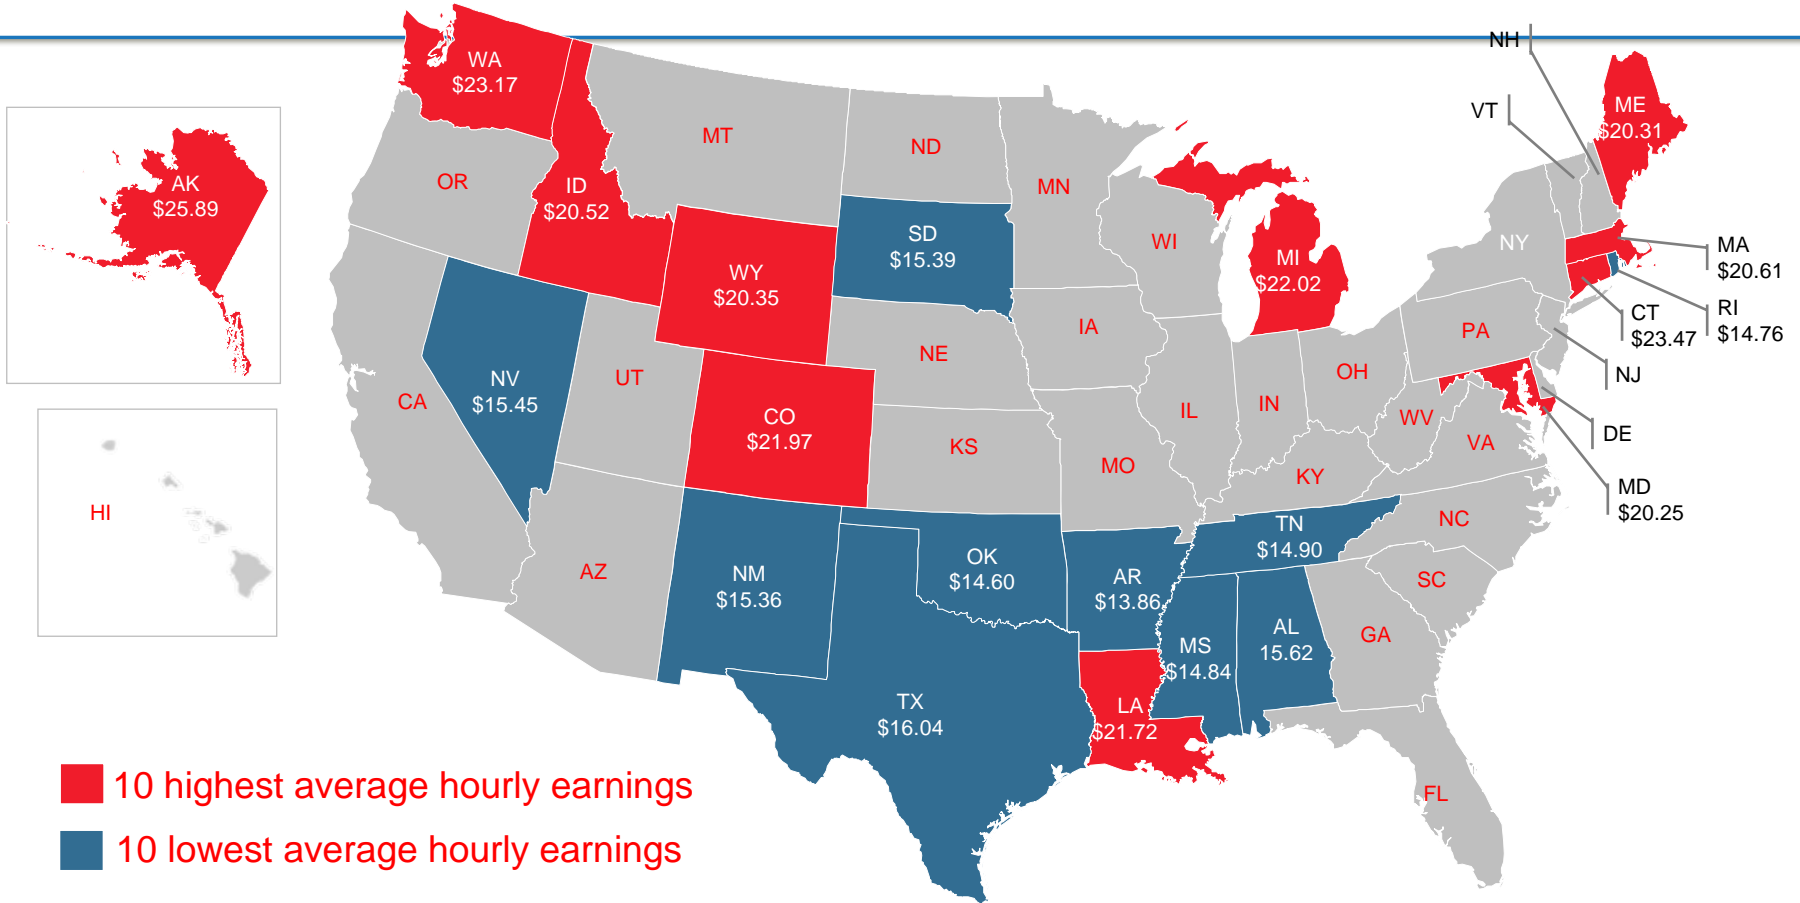 NH
WA
$23.17
ME
$20.31
VT
MT
ND
OR
AK
$25.89
ID
$20.52
MN
SD
$15.39
WI
NY
MA
$20.61
WY
$20.35
MI
$22.02
CT
$23.47
RI
$14.76
IA
PA
NE
NV
$15.45
UT
OH
NJ
CA
CO
$21.97
IL
IN
WV
DE
KS
VA
MO
KY
MD
$20.25
HI
NC
TN
$14.90
OK
$14.60
AZ
NM
$15.36
AR
$13.86
SC
GA
AL
15.62
MS
$14.84
TX
$16.04
LA
$21.72
FL
10 highest average hourly earnings
10 lowest average hourly earnings